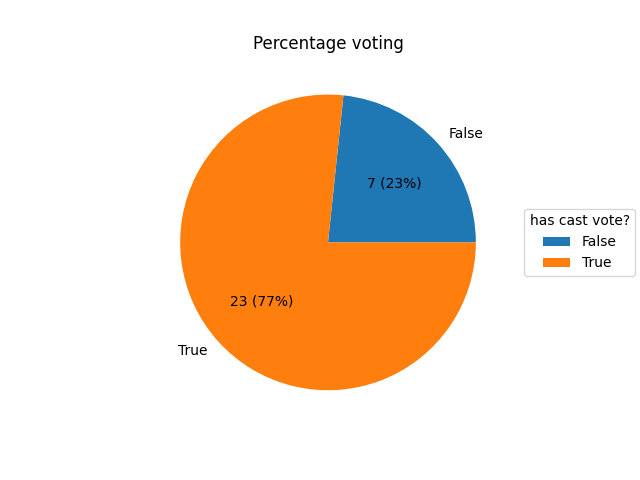 Percentage voting
False
7 (23%)
has cast vote?
False
True
23 (77%)
True